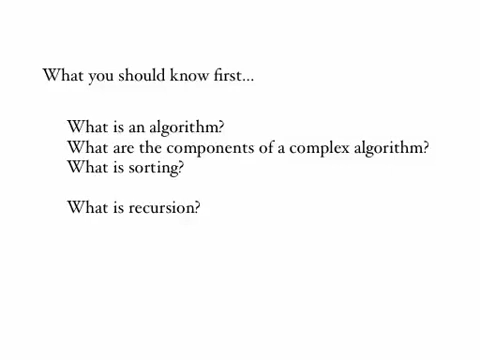 What you should know first...
What is an algorithm?
What are the components of a complex algorithm?
What is sorting?
What is recursion?